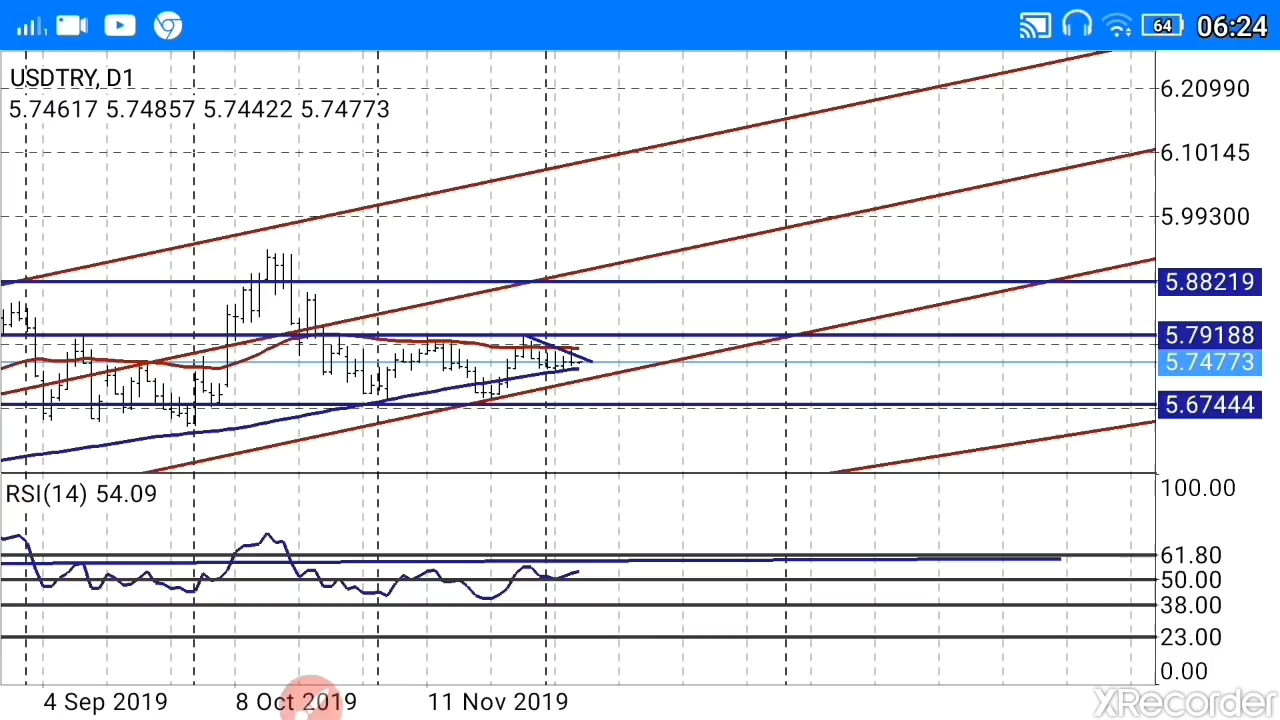 64 06:24
USDTRY, D1
5.74617 5.74857 5.74422 5.74773
6.20990
6.10145
5.99300
5.88219
5.79188
5.74773
5.67444
RSI(14) 54.09
100.00
61.80
50.00
38.00
23.00
0.00
4 Sep 2019 8 Oct 2019 11 Nov 2019
XRecorder